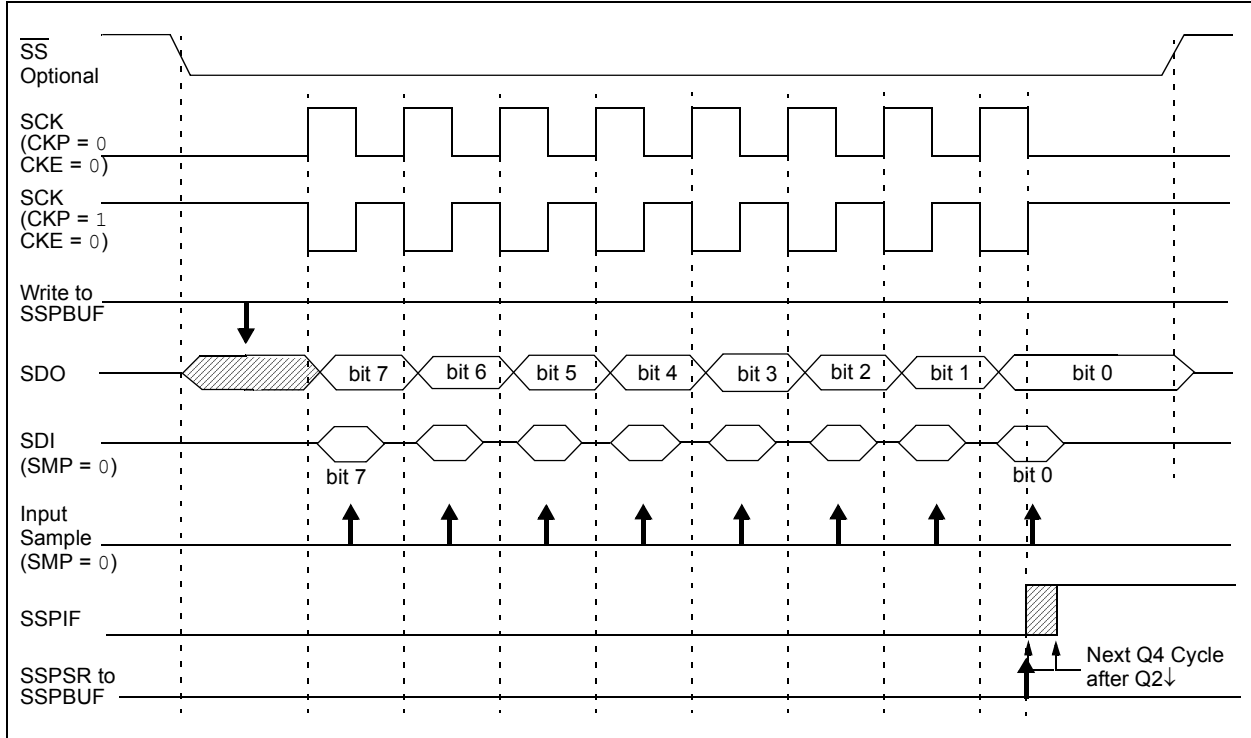 SS
Optional
SCK
(CKP = 0
CKE = 0)
SCK
(CKP = 1
CKE = 0)
Write to
SSPBUF
SDO
bit 7 bit 6 bit 5 bit 4 bit 3 bit 2 bit 1 bit 0
SDI
(SMP = 0)
bit 7 bit 0
Input
Sample
(SMP = 0)
SSPIF
Next Q4 Cycle
after Q2↓
SSPSR to
SSPBUF